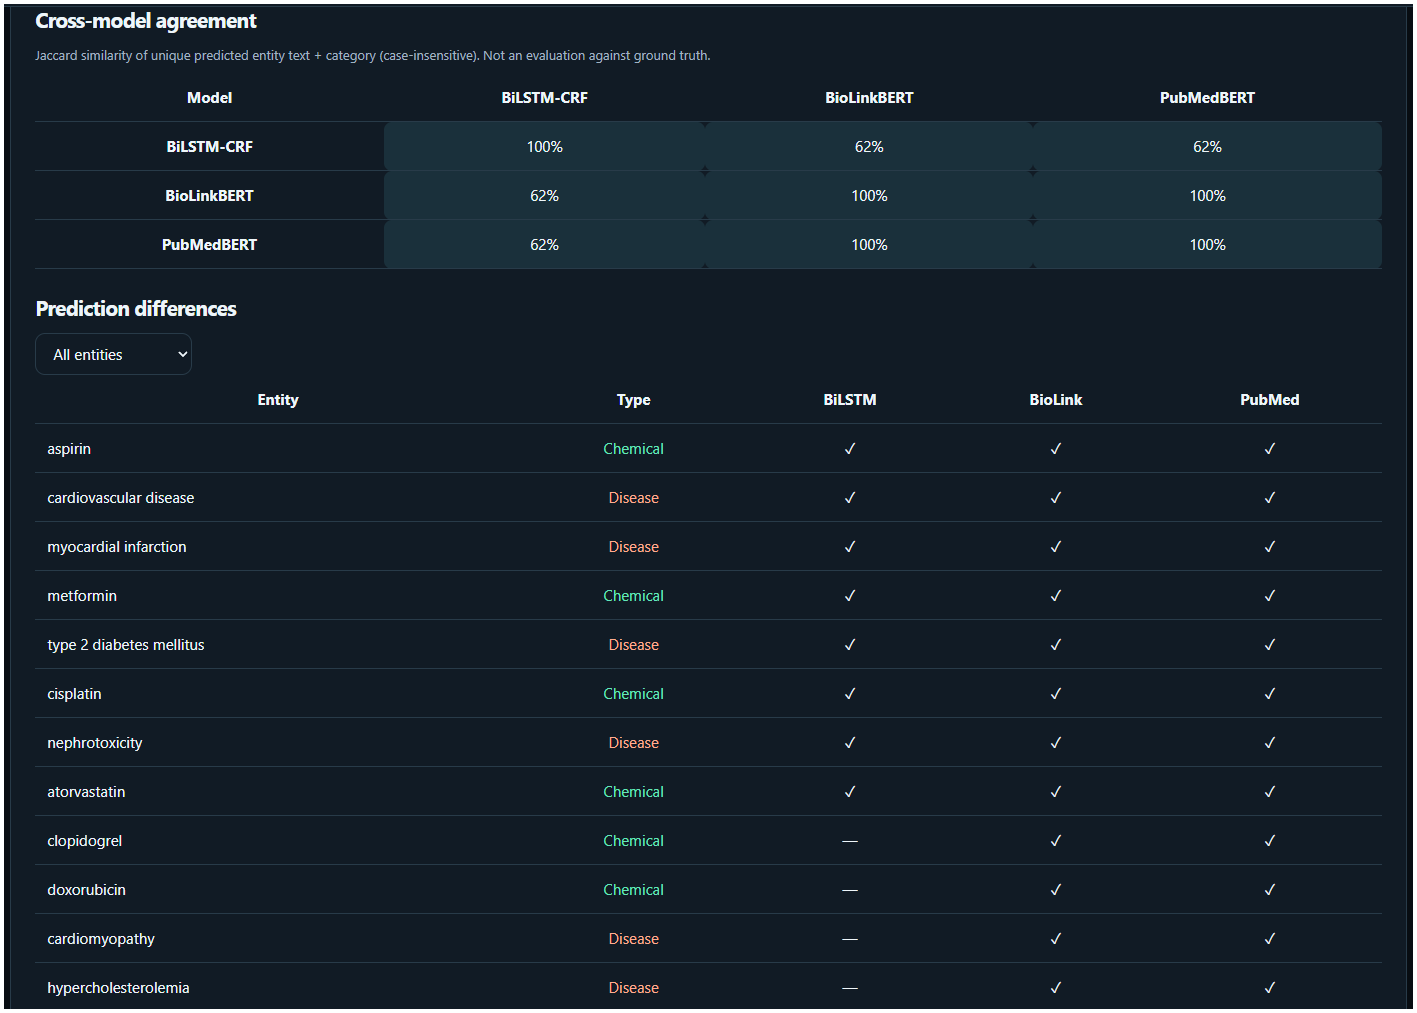 Cross-model agreement
Jaccard similarity of unique predicted entity text + category (case-insensitive). Not an evaluation against ground truth.
Model BiLSTM-CRF BioLinkBERT PubMedBERT
BiLSTM-CRF 100% 62% 62%
BioLinkBERT 62% 100% 100%
PubMedBERT 62% 100% 100%
Prediction differences
All entities
Entity Type BiLSTM BioLink PubMed
aspirin Chemical ✓ ✓ ✓
cardiovascular disease Disease ✓ ✓ ✓
myocardial infarction Disease ✓ ✓ ✓
metformin Chemical ✓ ✓ ✓
type 2 diabetes mellitus Disease ✓ ✓ ✓
cisplatin Chemical ✓ ✓ ✓
nephrotoxicity Disease ✓ ✓ ✓
atorvastatin Chemical ✓ ✓ ✓
clopidogrel Chemical — ✓ ✓
doxorubicin Chemical — ✓ ✓
cardiomyopathy Disease — ✓ ✓
hypercholesterolemia Disease — ✓ ✓